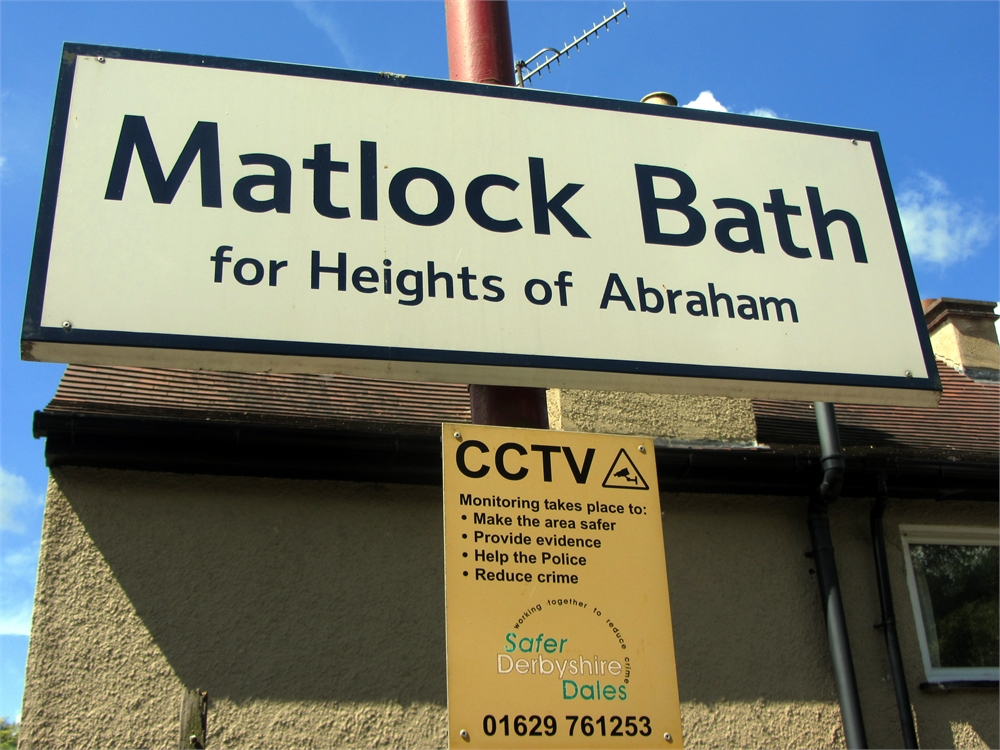 Matlock Bath
for Heights of Abraham
CCTV
Monitoring takes place to:
• Make the area safer
• Provide evidence
• Help the Police
• Reduce crime
working together to reduce crime
Safer
Derbyshire
Dales
01629 761253